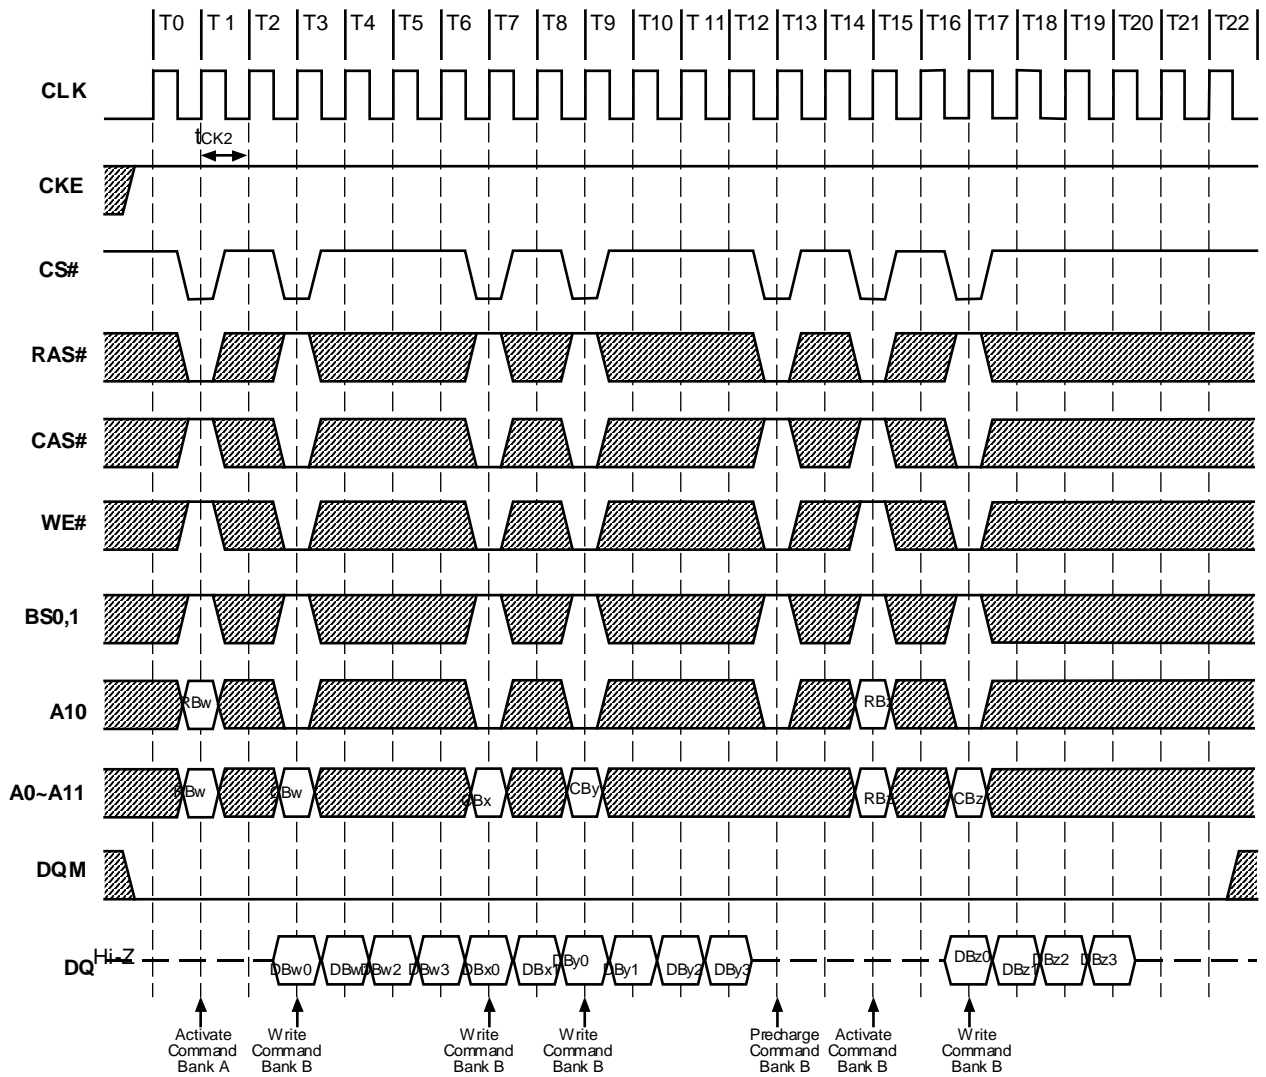 T0 T1 T2 T3 T4 T5 T6 T7 T8 T9 T10 T11 T12 T13 T14 T15 T16 T17 T18 T19 T20 T21 T22
CLK
tCK2
CKE
CS#
RAS#
CAS#
WE#
BS0,1
A10 RBw RBz
A0~A11 RBw CBw CBx CBy RBz CBz
DQM
DQ Hi-Z DBw0 DBw1 DBw2 DBw3 DBx0 DBx1 DBy0 DBy1 DBy2 DBy3 DBz0 DBz1 DBz2 DBz3
Activate Write Write Write Precharge Activate Write
Command Command Command Command Command Command Command
Bank A Bank B Bank B Bank B Bank B Bank B Bank B